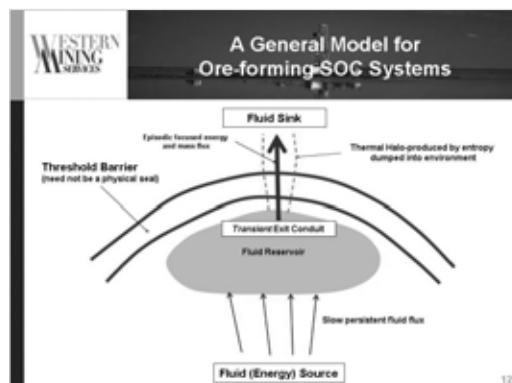 WESTERN
MINING
SERVICES
A General Model for
Ore-forming SOC Systems
Fluid Sink
Episodic focused energy
and mass flux
Thermal Halo-produced by entropy
dumped into environment
Threshold Barrier
(need not be a physical seal)
Transient Exit Conduit
Fluid Reservoir
Slow persistent fluid flux
Fluid (Energy) Source
12